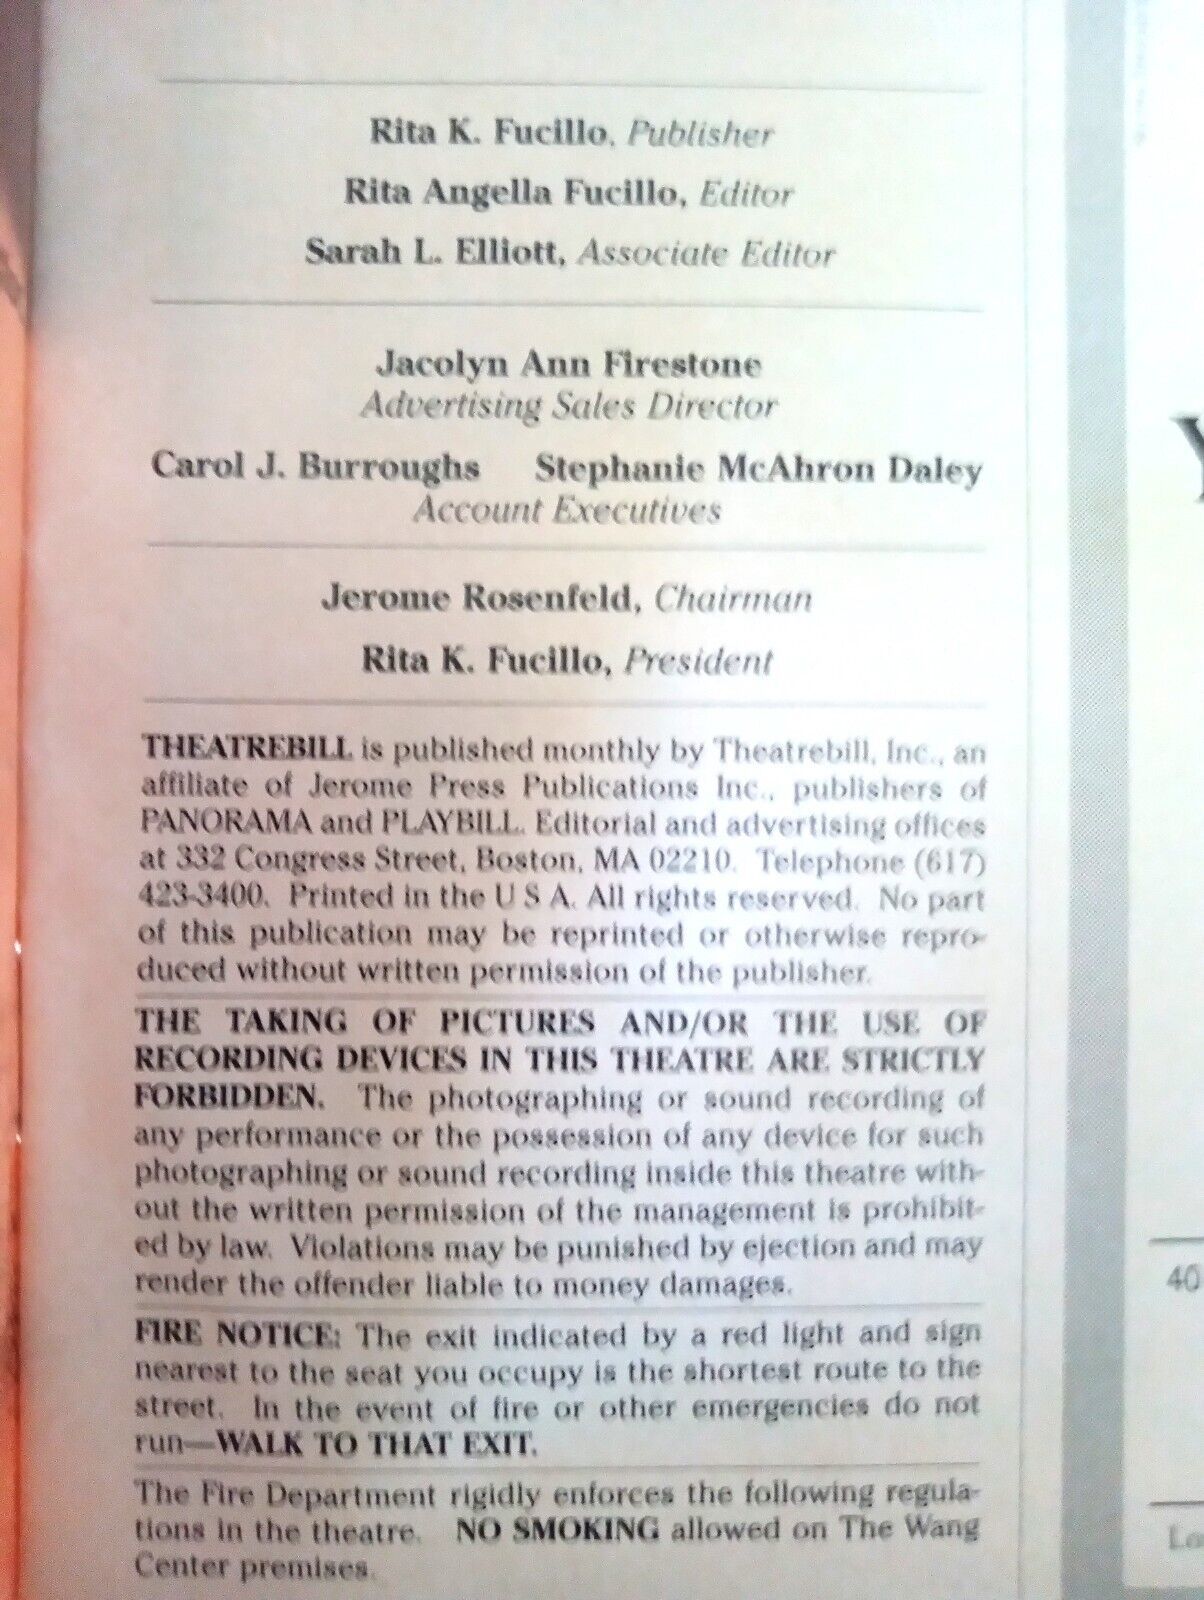 Rita K. Fucillo, Publisher
Rita Angella Fucillo, Editor
Sarah L. Elliott, Associate Editor
Jacolyn Ann Firestone
Advertising Sales Director
Carol J. Burroughs Stephanie McAhron Daley
Account Executives
Jerome Rosenfeld, Chairman
Rita K. Fucillo, President
THEATREBILL is published monthly by Theatrebill, Inc., an
affiliate of Jerome Press Publications Inc., publishers of
PANORAMA and PLAYBILL. Editorial and advertising offices
at 332 Congress Street, Boston, MA 02210. Telephone (617)
423-3400. Printed in the U S A. All rights reserved. No part
of this publication may be reprinted or otherwise repro-
duced without written permission of the publisher.
THE TAKING OF PICTURES AND/OR THE USE OF
RECORDING DEVICES IN THIS THEATRE ARE STRICTLY
FORBIDDEN. The photographing or sound recording of
any performance or the possession of any device for such
photographing or sound recording inside this theatre with-
out the written permission of the management is prohibit-
ed by law. Violations may be punished by ejection and may
render the offender liable to money damages.
FIRE NOTICE: The exit indicated by a red light and sign
nearest to the seat you occupy is the shortest route to the
street. In the event of fire or other emergencies do not
run—WALK TO THAT EXIT.
The Fire Department rigidly enforces the following regula-
tions in the theatre. NO SMOKING allowed on The Wang
Center premises.
40